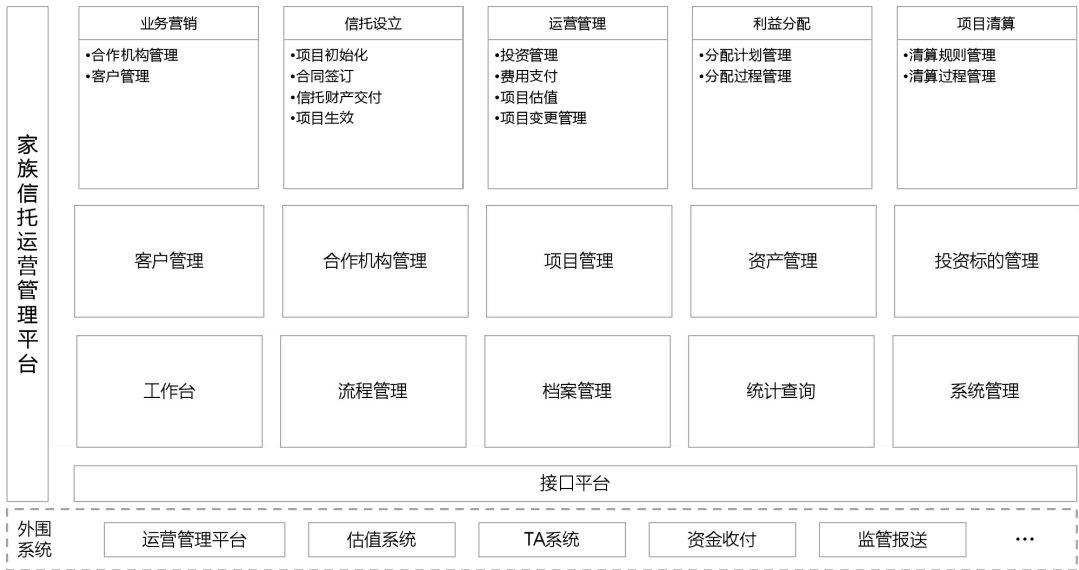 家族信托运营管理平台
业务营销
•合作机构管理
•客户管理
信托设立
•项目初始化
•合同签订
•信托财产交付
•项目生效
运营管理
•投资管理
•费用支付
•项目估值
•项目变更管理
利益分配
•分配计划管理
•分配过程管理
项目清算
•清算规则管理
•清算过程管理
客户管理
合作机构管理
项目管理
资产管理
投资标的管理
工作台
流程管理
档案管理
统计查询
系统管理
接口平台
外围
系统
运营管理平台
估值系统
TA系统
资金收付
监管报送
…